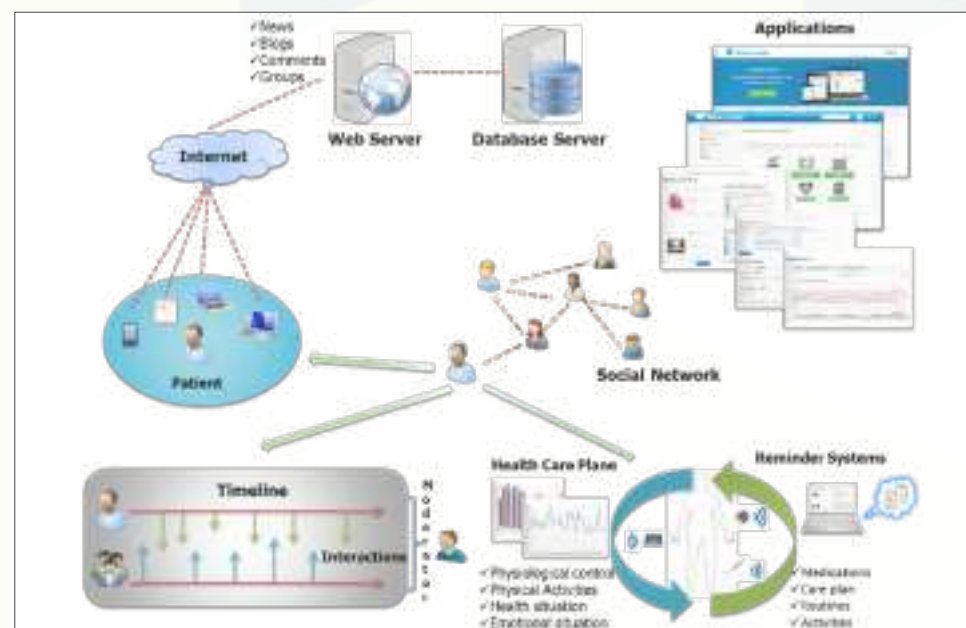 ✓News
✓Blogs
✓Comments
✓Groups
Applications
Web Server
Database Server
Internet
Patient
Social Network
Timeline
Interactions
Moderator
Health Care Plane
Reminder Systems
✓Physiological control
✓Physical Activities
✓Health situation
✓Emotional situation
✓Medications
✓Care plan
✓Routines
✓Activities